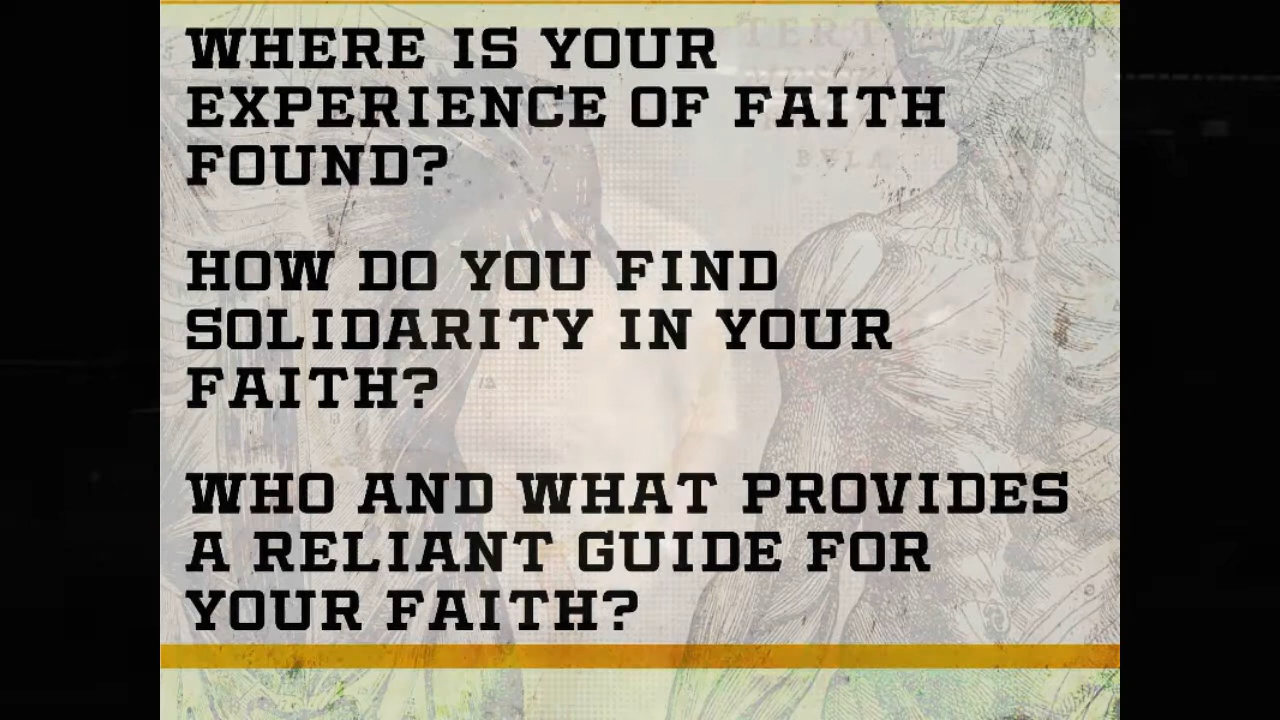 WHERE IS YOUR
EXPERIENCE OF FAITH
FOUND?
HOW DO YOU FIND
SOLIDARITY IN YOUR
FAITH?
WHO AND WHAT PROVIDES
A RELIANT GUIDE FOR
YOUR FAITH?